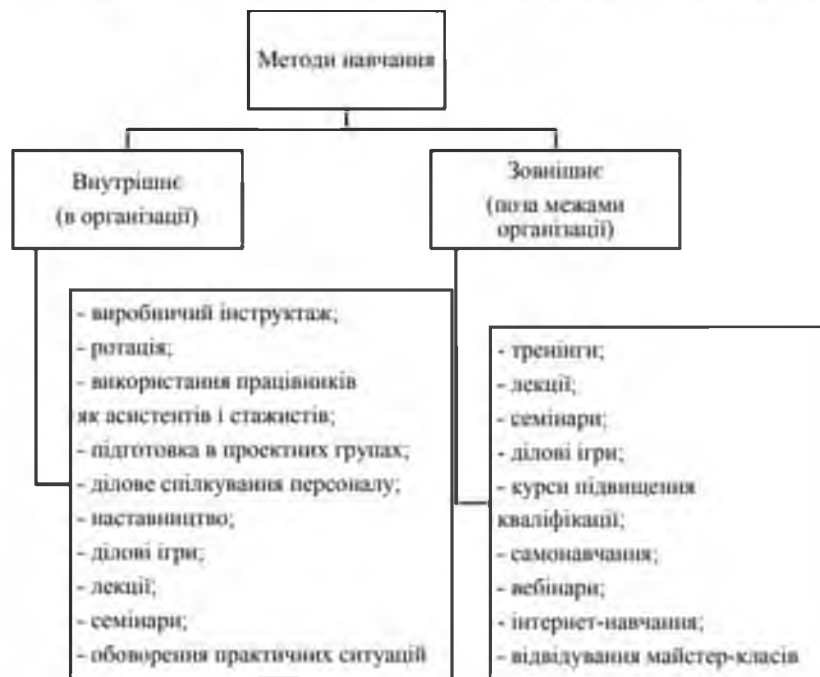 Методи навчання
Внутрішнє
(в організації)
Зовнішнє
(поза межами
організації)
- виробничий інструктаж;
- ротація;
- використання працівників
як асистентів і стажистів;
- підготовка в проектних групах;
- ділове спілкування персоналу;
- наставництво;
- ділові ігри;
- лекції;
- семінари;
- обоворення практичних ситуацій
- тренінги;
- лекції;
- семінари;
- ділові ігри;
- курси підвищення
кваліфікації;
- самонавчання;
- вебінари;
- інтернет-навчання;
- відвідування майстер-класів